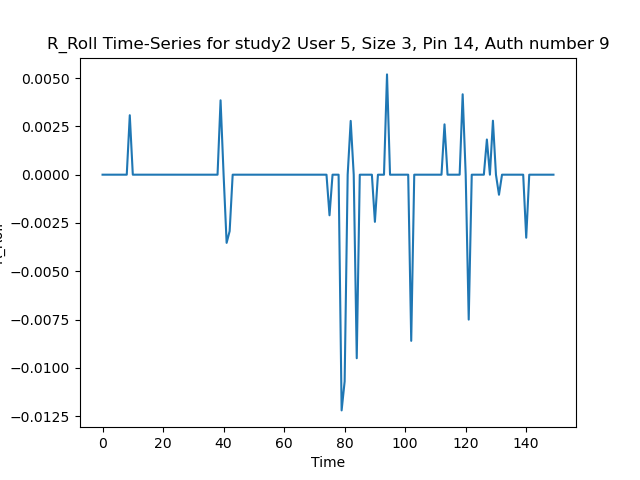 R_Roll Time-Series for study2 User 5, Size 3, Pin 14, Auth number 9
0.0050
0.0025
0.0000
−0.0025
−0.0050
−0.0075
−0.0100
−0.0125
R_Roll
0 20 40 60 80 100 120 140
Time